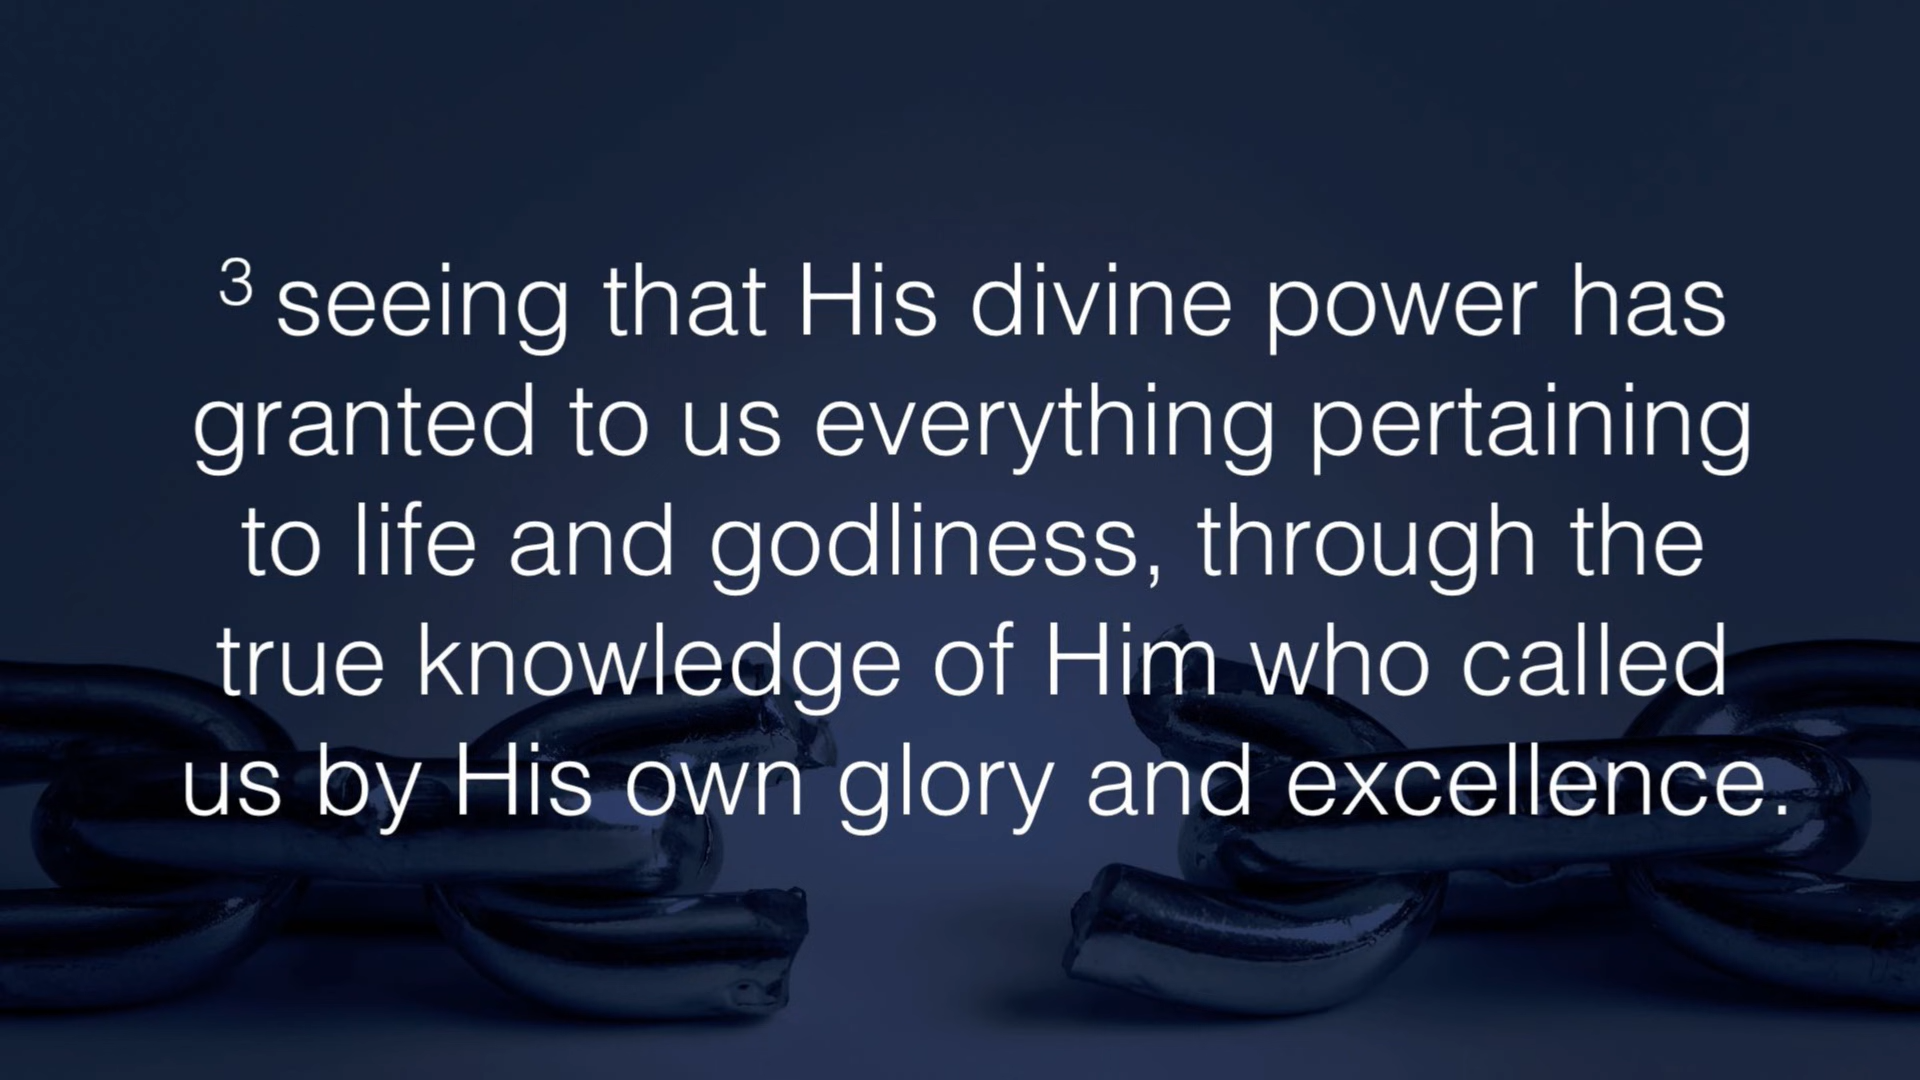 3 seeing that His divine power has
granted to us everything pertaining
to life and godliness, through the
true knowledge of Him who called
us by His own glory and excellence.